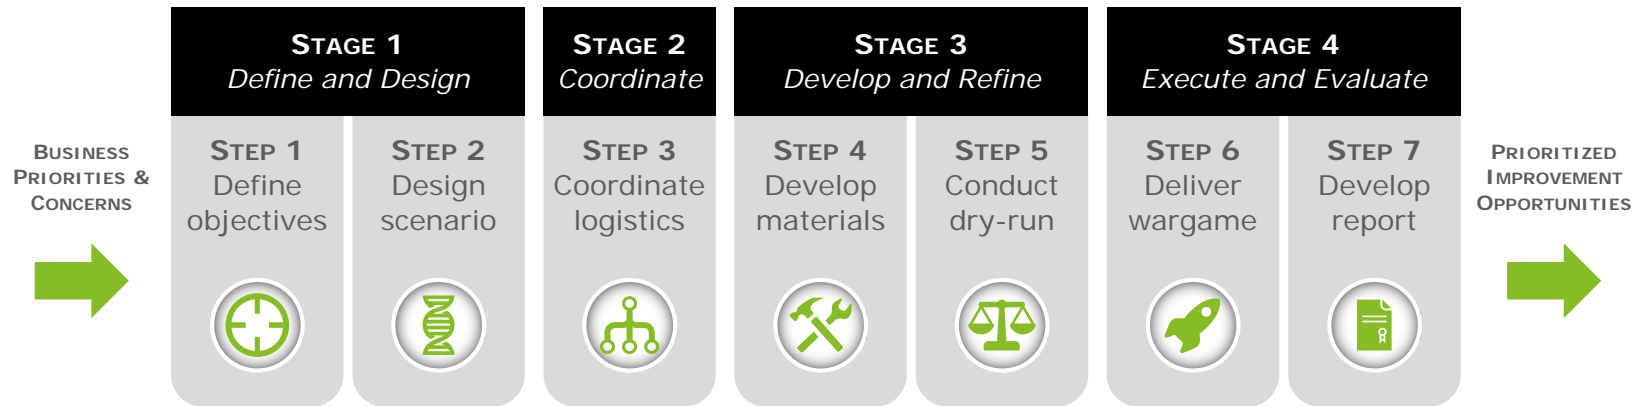 BUSINESS
PRIORITIES &
CONCERNS
STAGE 1
Define and Design
STEP 1
Define
objectives
STEP 2
Design
scenario
STAGE 2
Coordinate
STEP 3
Coordinate
logistics
STAGE 3
Develop and Refine
STEP 4
Develop
materials
STEP 5
Conduct
dry-run
STAGE 4
Execute and Evaluate
STEP 6
Deliver
wargame
STEP 7
Develop
report
PRIORITIZED
IMPROVEMENT
OPPORTUNITIES